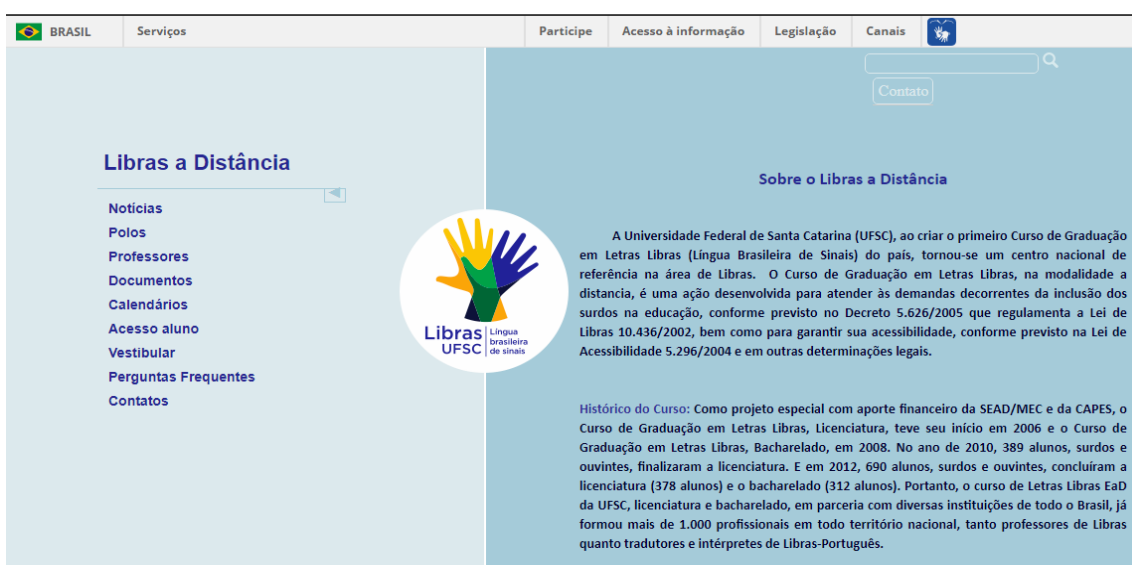 BRASIL Serviços Participe Acesso à informação Legislação Canais
Contato
Libras a Distância
Notícias
Polos
Professores
Documentos
Calendários
Acesso aluno
Vestibular
Perguntas Frequentes
Contatos
Libras Língua
UFSC brasileira
de sinais
Sobre o Libras a Distância
A Universidade Federal de Santa Catarina (UFSC), ao criar o primeiro Curso de Graduação
em Letras Libras (Língua Brasileira de Sinais) do país, tornou-se um centro nacional de
referência na área de Libras. O Curso de Graduação em Letras Libras, na modalidade a
distancia, é uma ação desenvolvida para atender às demandas decorrentes da inclusão dos
surdos na educação, conforme previsto no Decreto 5.626/2005 que regulamenta a Lei de
Libras 10.436/2002, bem como para garantir sua acessibilidade, conforme previsto na Lei de
Acessibilidade 5.296/2004 e em outras determinações legais.
Histórico do Curso: Como projeto especial com aporte financeiro da SEAD/MEC e da CAPES, o
Curso de Graduação em Letras Libras, Licenciatura, teve seu início em 2006 e o Curso de
Graduação em Letras Libras, Bacharelado, em 2008. No ano de 2010, 389 alunos, surdos e
ouvintes, finalizaram a licenciatura. E em 2012, 690 alunos, surdos e ouvintes, concluíram a
licenciatura (378 alunos) e o bacharelado (312 alunos). Portanto, o curso de Letras Libras EaD
da UFSC, licenciatura e bacharelado, em parceria com diversas instituições de todo o Brasil, já
formou mais de 1.000 profissionais em todo território nacional, tanto professores de Libras
quanto tradutores e intérpretes de Libras-Português.